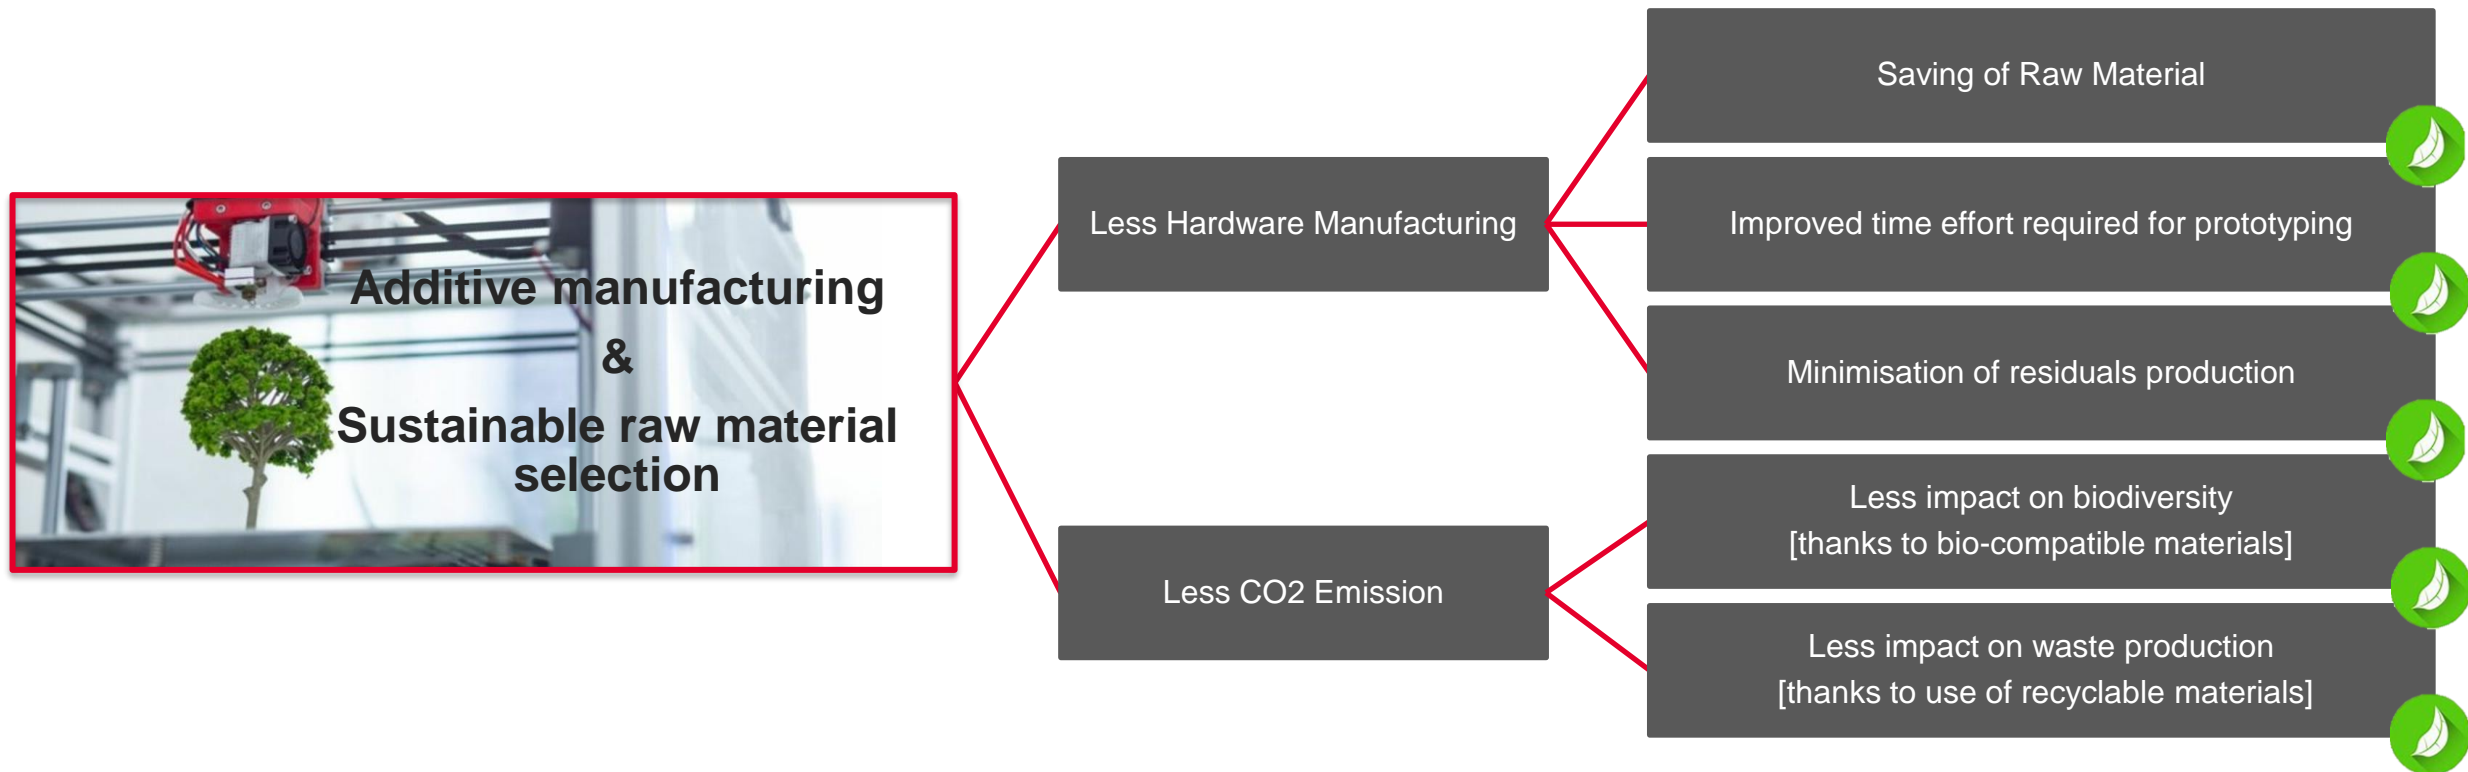 Additive manufacturing
&
Sustainable raw material
selection
Less Hardware Manufacturing
Less CO2 Emission
Saving of Raw Material
Improved time effort required for prototyping
Minimisation of residuals production
Less impact on biodiversity
[thanks to bio-compatible materials]
Less impact on waste production
[thanks to use of recyclable materials]